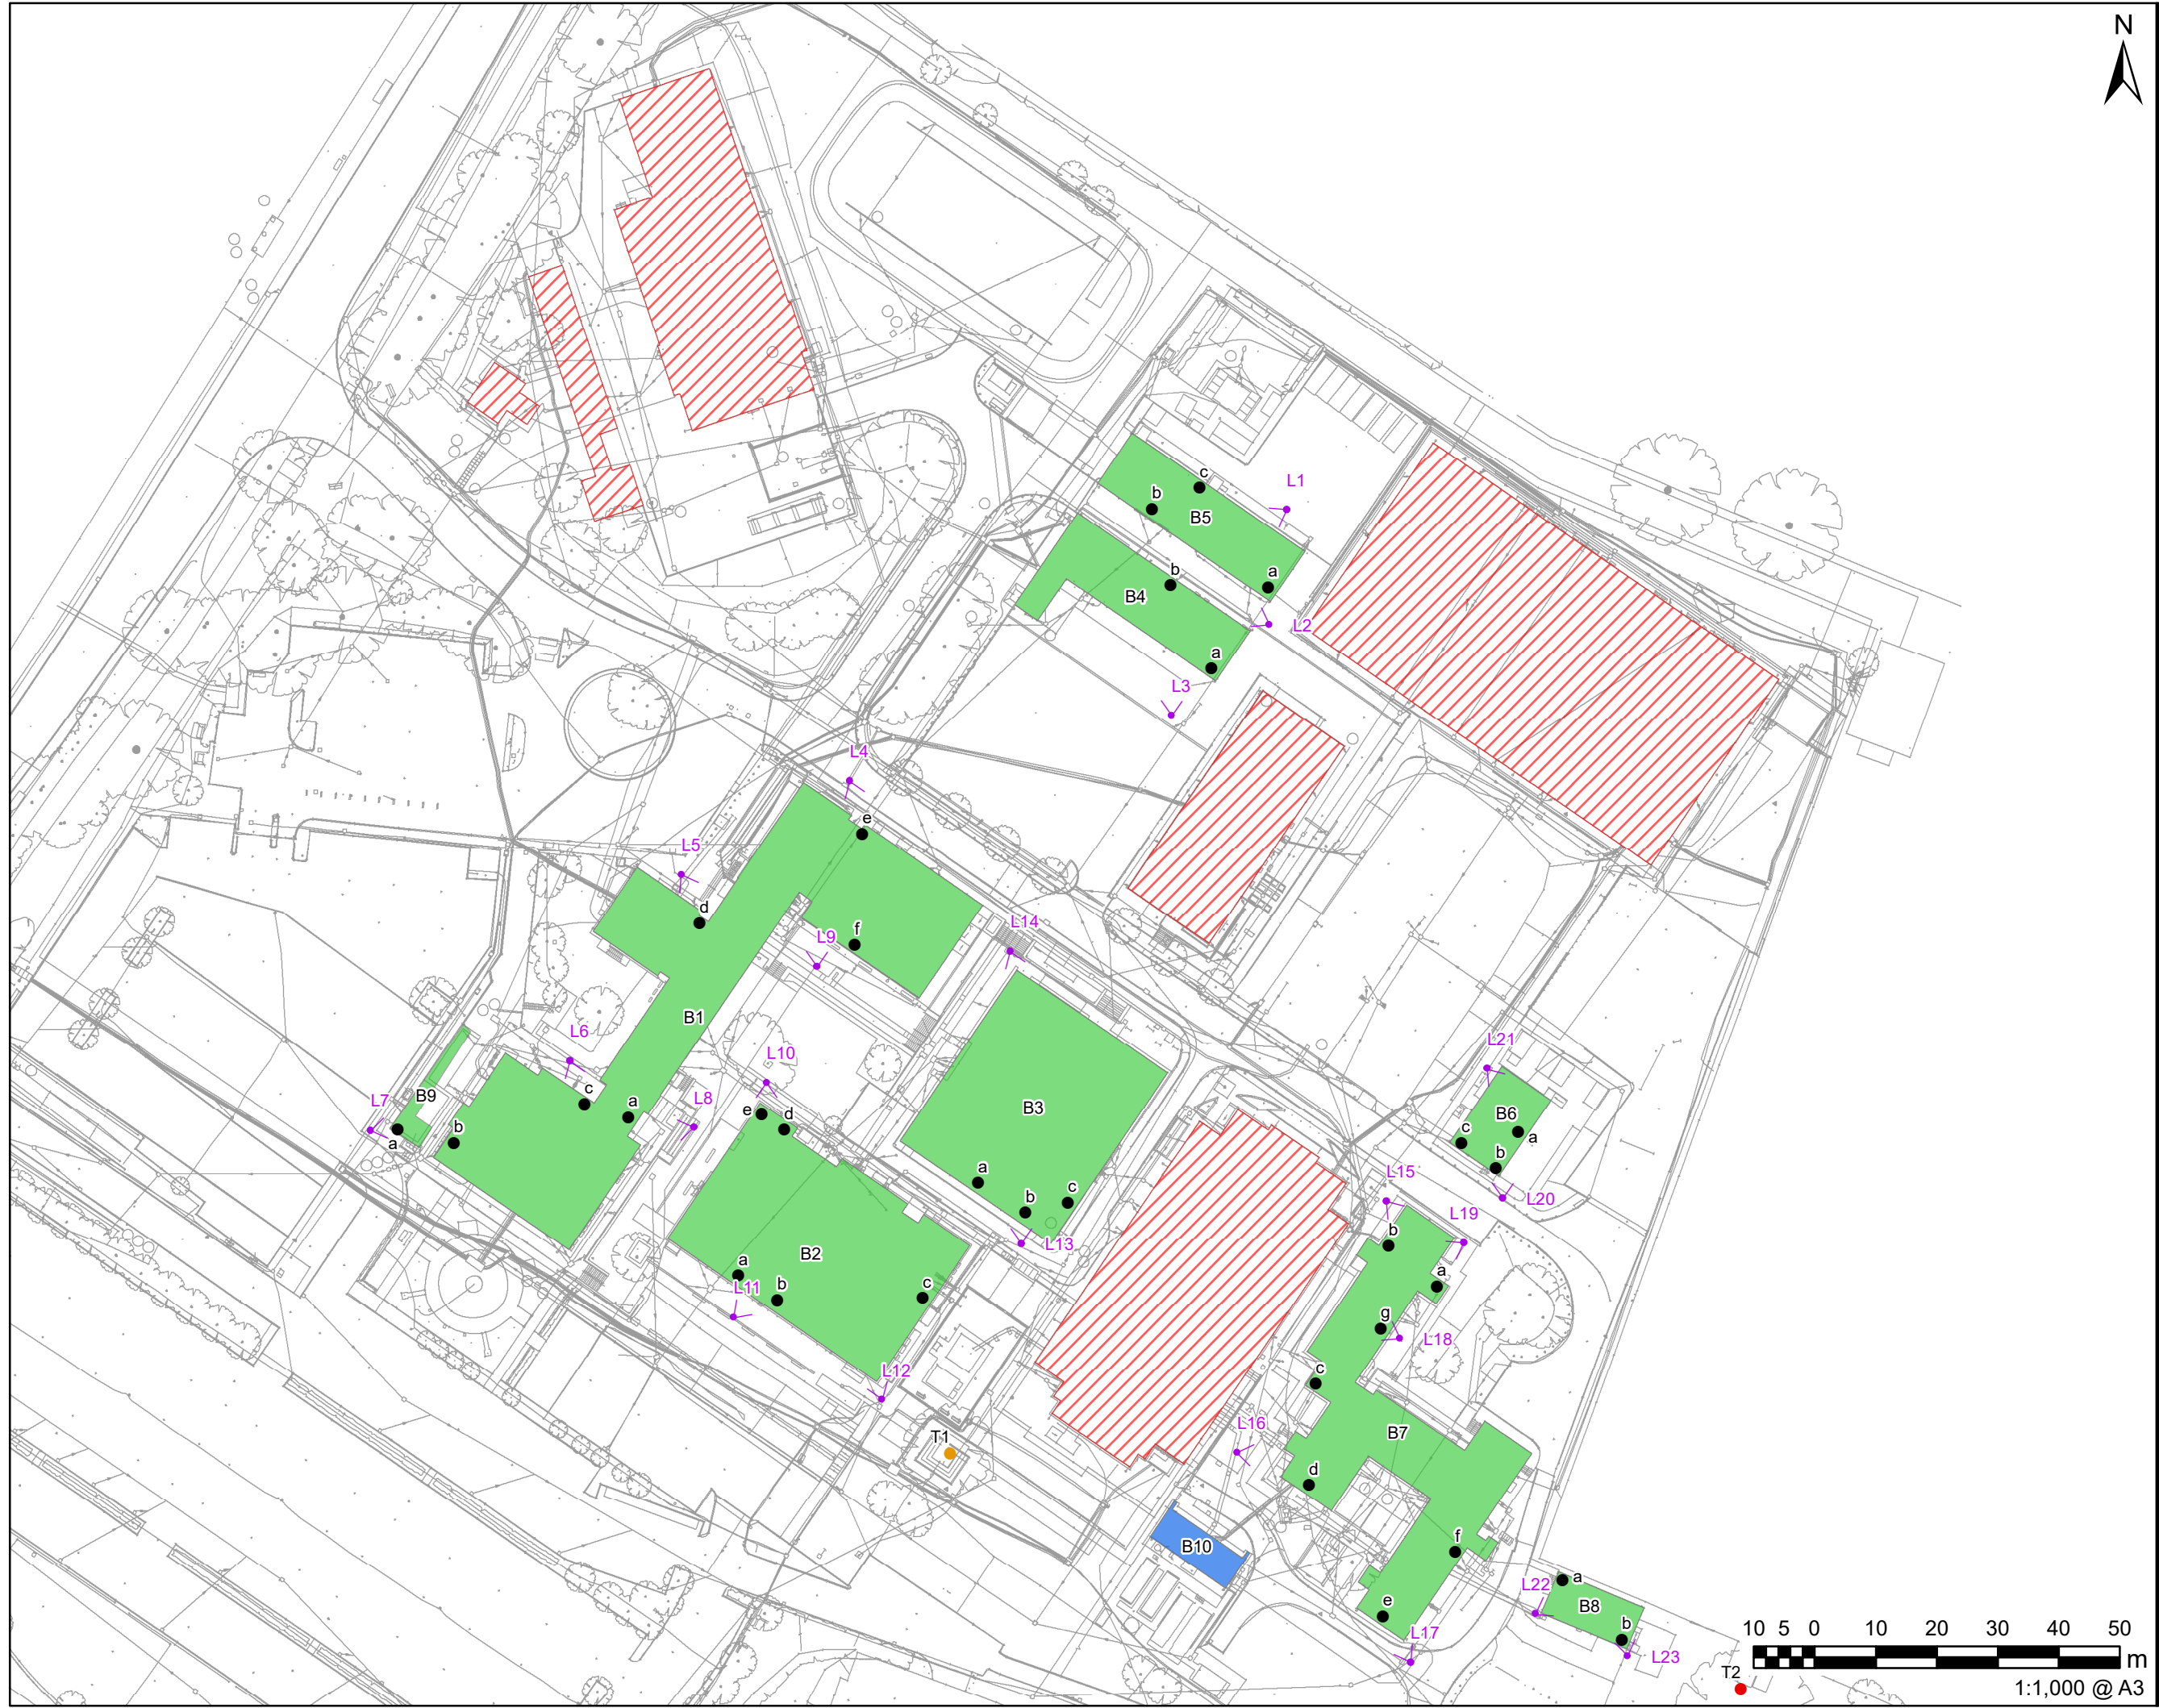 N
L1
c
b
B5
a
b
B4
L2
a
L3
L4
e
L5
d
L14
L9
f
B1
L6
L21
L10
B9
c
L7
a
L8
B3
B6
e
d
a
b
a
c
b
a
L15
b
c
L20
L19
L13
b
B2
a
L11
b
c
a
g
L18
L12
c
L16
B7
T1
d
B10
f
a
L22
B8
e
b
L17
L23
10 5 0 10 20 30 40 50
m
T2
1:1,000 @ A3